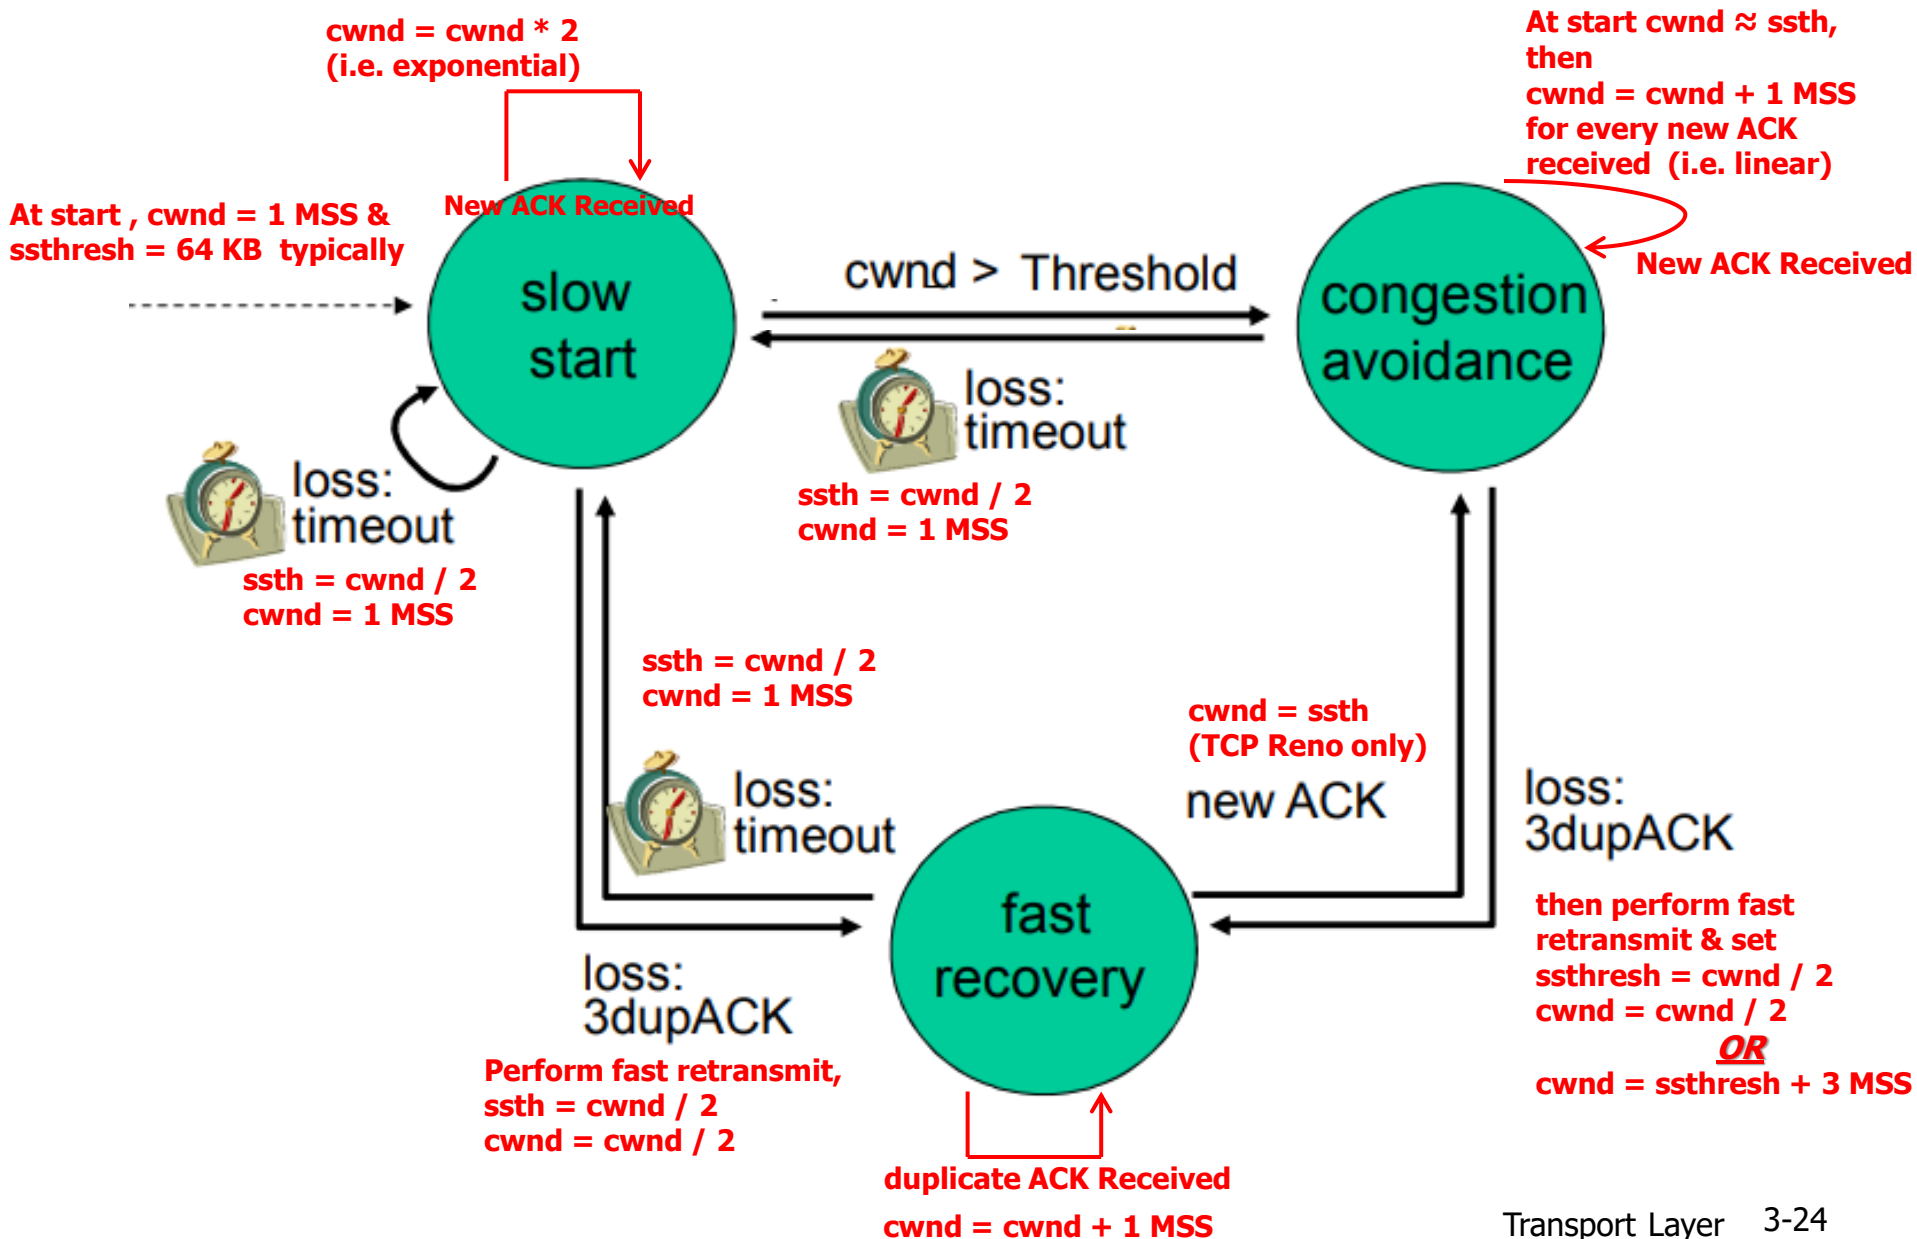 cwnd = cwnd * 2
(i.e. exponential)
At start cwnd ≈ ssth,
then
cwnd = cwnd + 1 MSS
for every new ACK
received (i.e. linear)
At start , cwnd = 1 MSS &
ssthresh = 64 KB typically
New ACK Received
New ACK Received
slow
start
cwnd > Threshold
congestion
avoidance
loss:
timeout
ssth = cwnd / 2
cwnd = 1 MSS
loss:
timeout
ssth = cwnd / 2
cwnd = 1 MSS
ssth = cwnd / 2
cwnd = 1 MSS
loss:
timeout
cwnd = ssth
(TCP Reno only)
new ACK
loss:
3dupACK
then perform fast
retransmit & set
ssthresh = cwnd / 2
cwnd = cwnd / 2
OR
cwnd = ssthresh + 3 MSS
fast
recovery
loss:
3dupACK
Perform fast retransmit,
ssth = cwnd / 2
cwnd = cwnd / 2
duplicate ACK Received
cwnd = cwnd + 1 MSS
Transport Layer 3-24